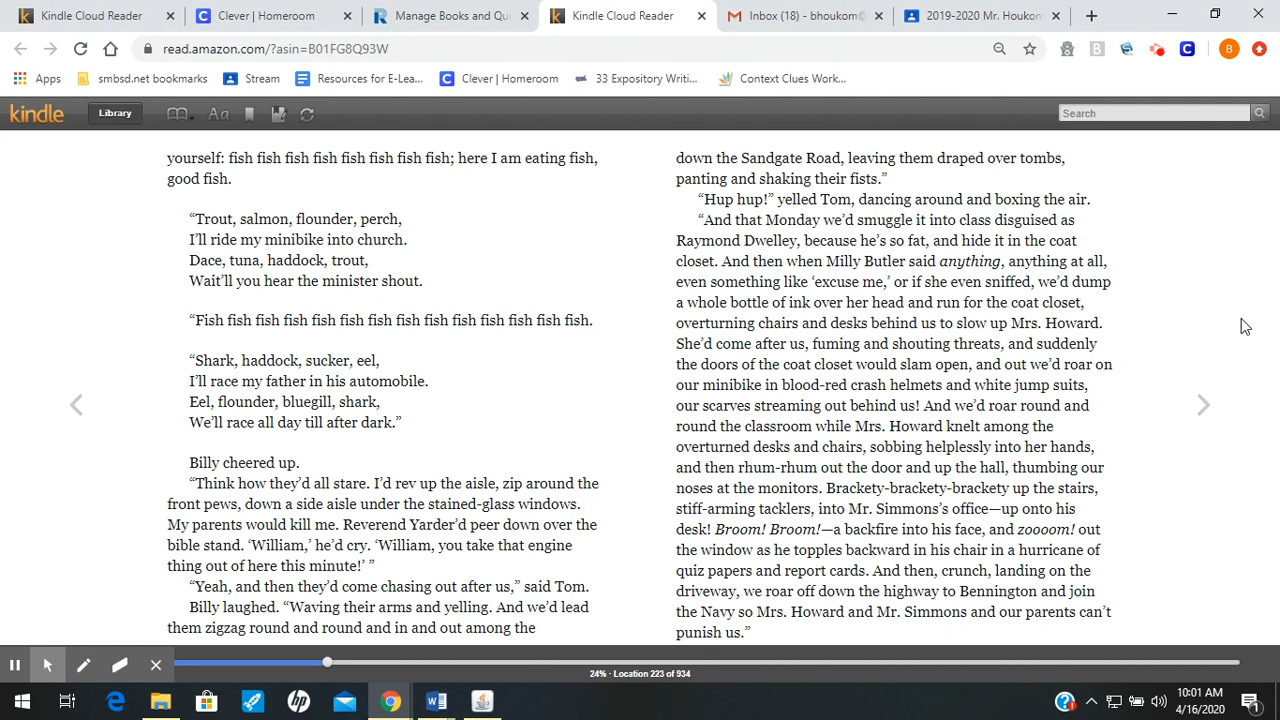 Kindle Cloud Reader
Clever | Homeroom
Manage Books and Qui
Kindle Cloud Reader
Inbox (18) - bhoukom@
2019-2020 Mr. Houkom
read.amazon.com/?asin=B01FG8Q93W
Apps
smbsd.net bookmarks
Stream
Resources for E-Lea...
Clever | Homeroom
33 Expository Writi...
Context Clues Work...
kindle
Library
Aa
Search
yourself: fish fish fish fish fish fish fish fish; here I am eating fish,
good fish.
“Trout, salmon, flounder, perch,
I’ll ride my minibike into church.
Dace, tuna, haddock, trout,
Wait’ll you hear the minister shout.
“Fish fish fish fish fish fish fish fish fish fish fish fish fish fish.
“Shark, haddock, sucker, eel,
I’ll race my father in his automobile.
Eel, flounder, bluegill, shark,
We’ll race all day till after dark.”
Billy cheered up.
“Think how they’d all stare. I’d rev up the aisle, zip around the
front pews, down a side aisle under the stained-glass windows.
My parents would kill me. Reverend Yarder’d peer down over the
bible stand. ‘William,’ he’d cry. ‘William, you take that engine
thing out of here this minute!’ ”
“Yeah, and then they’d come chasing out after us,” said Tom.
Billy laughed. “Waving their arms and yelling. And we’d lead
them zigzag round and round and in and out among the
down the Sandgate Road, leaving them draped over tombs,
panting and shaking their fists.”
“Hup hup!” yelled Tom, dancing around and boxing the air.
“And that Monday we’d smuggle it into class disguised as
Raymond Dwelley, because he’s so fat, and hide it in the coat
closet. And then when Milly Butler said anything, anything at all,
even something like ‘excuse me,’ or if she even sniffed, we’d dump
a whole bottle of ink over her head and run for the coat closet,
overturning chairs and desks behind us to slow up Mrs. Howard.
She’d come after us, fuming and shouting threats, and suddenly
the doors of the coat closet would slam open, and out we’d roar on
our minibike in blood-red crash helmets and white jump suits,
our scarves streaming out behind us! And we’d roar round and
round the classroom while Mrs. Howard knelt among the
overturned desks and chairs, sobbing helplessly into her hands,
and then rhum-rhum out the door and up the hall, thumbing our
noses at the monitors. Brackety-brackety-brackety up the stairs,
stiff-arming tacklers, into Mr. Simmons’s office—up onto his
desk! Broom! Broom!—a backfire into his face, and zoooom! out
the window as he topples backward in his chair in a hurricane of
quiz papers and report cards. And then, crunch, landing on the
driveway, we roar off down the highway to Bennington and join
the Navy so Mrs. Howard and Mr. Simmons and our parents can’t
punish us.”
24% · Location 223 of 934
10:01 AM
4/16/2020